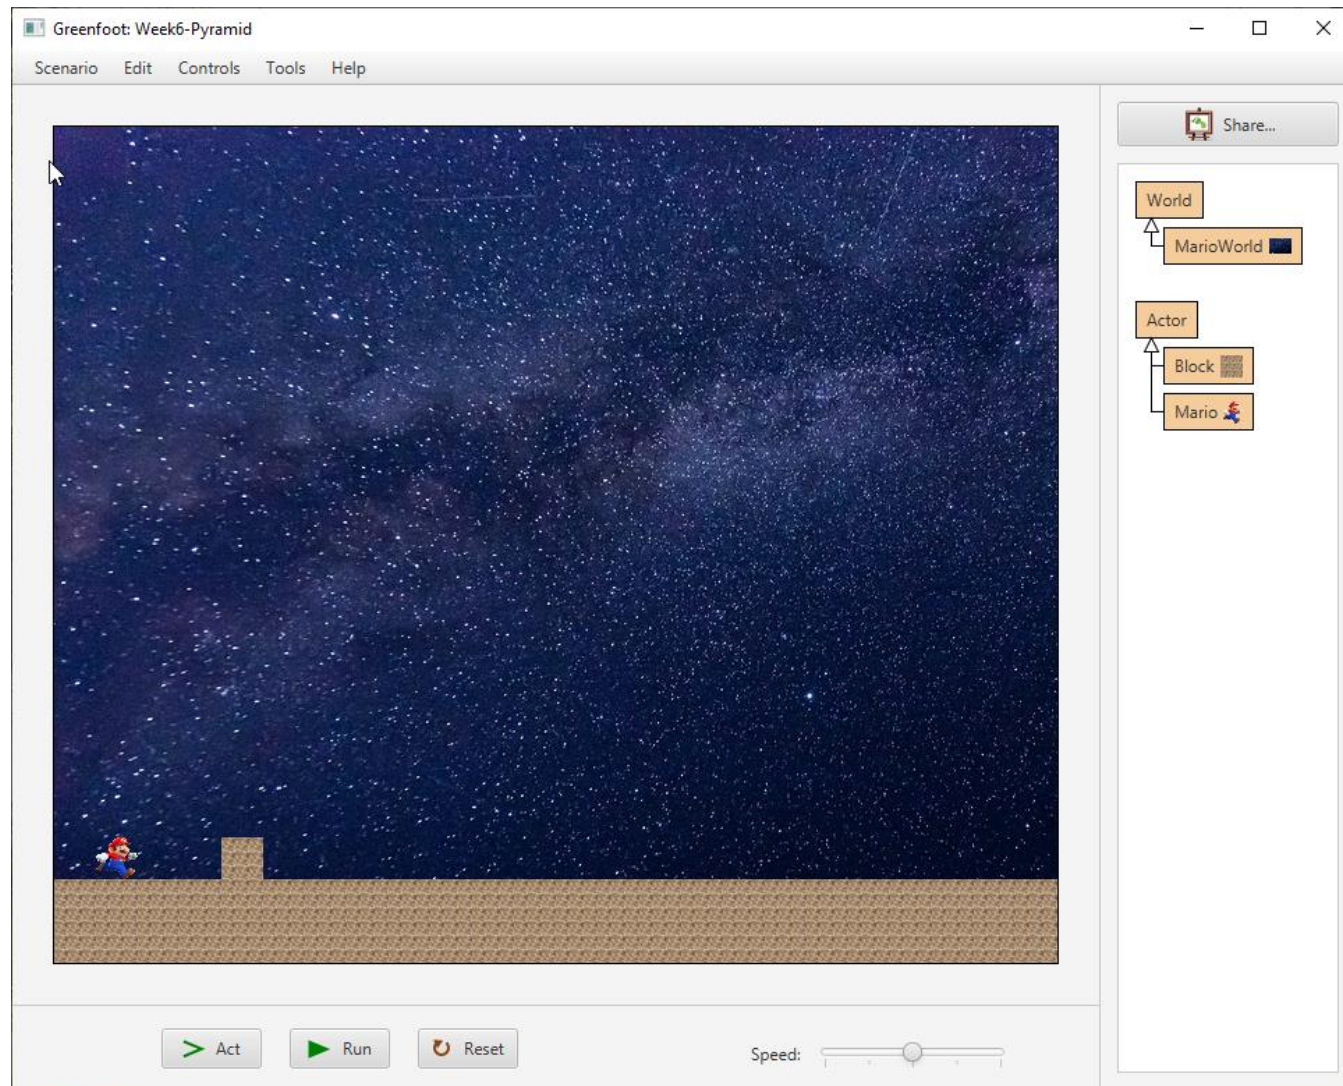 Greenfoot: Week6-Pyramid
Scenario Edit Controls Tools Help
Share...
World
MarioWorld
Actor
Block
Mario
Act Run Reset Speed: